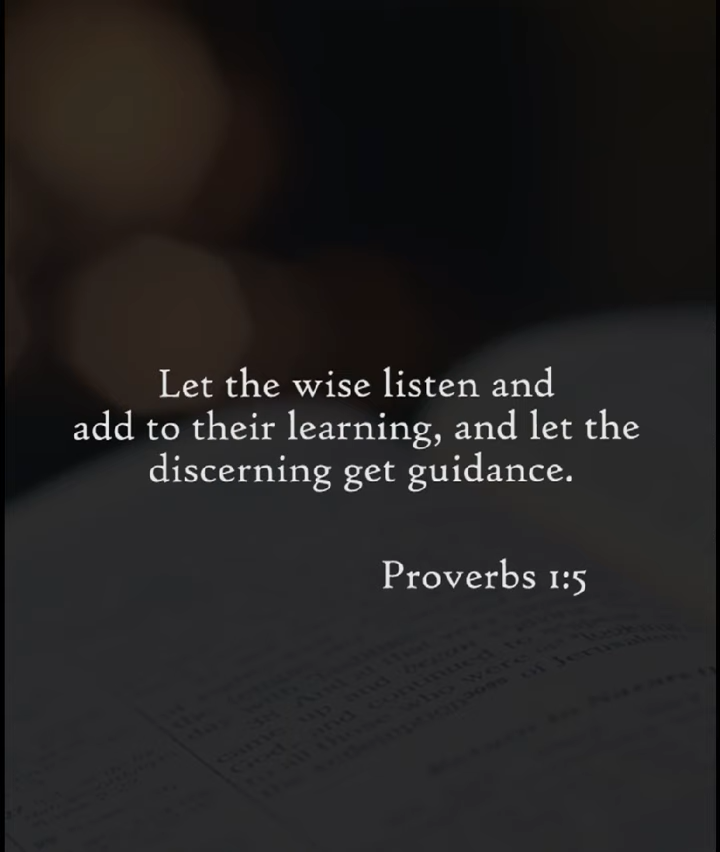 Let the wise listen and
add to their learning, and let the
discerning get guidance.
Proverbs 1:5